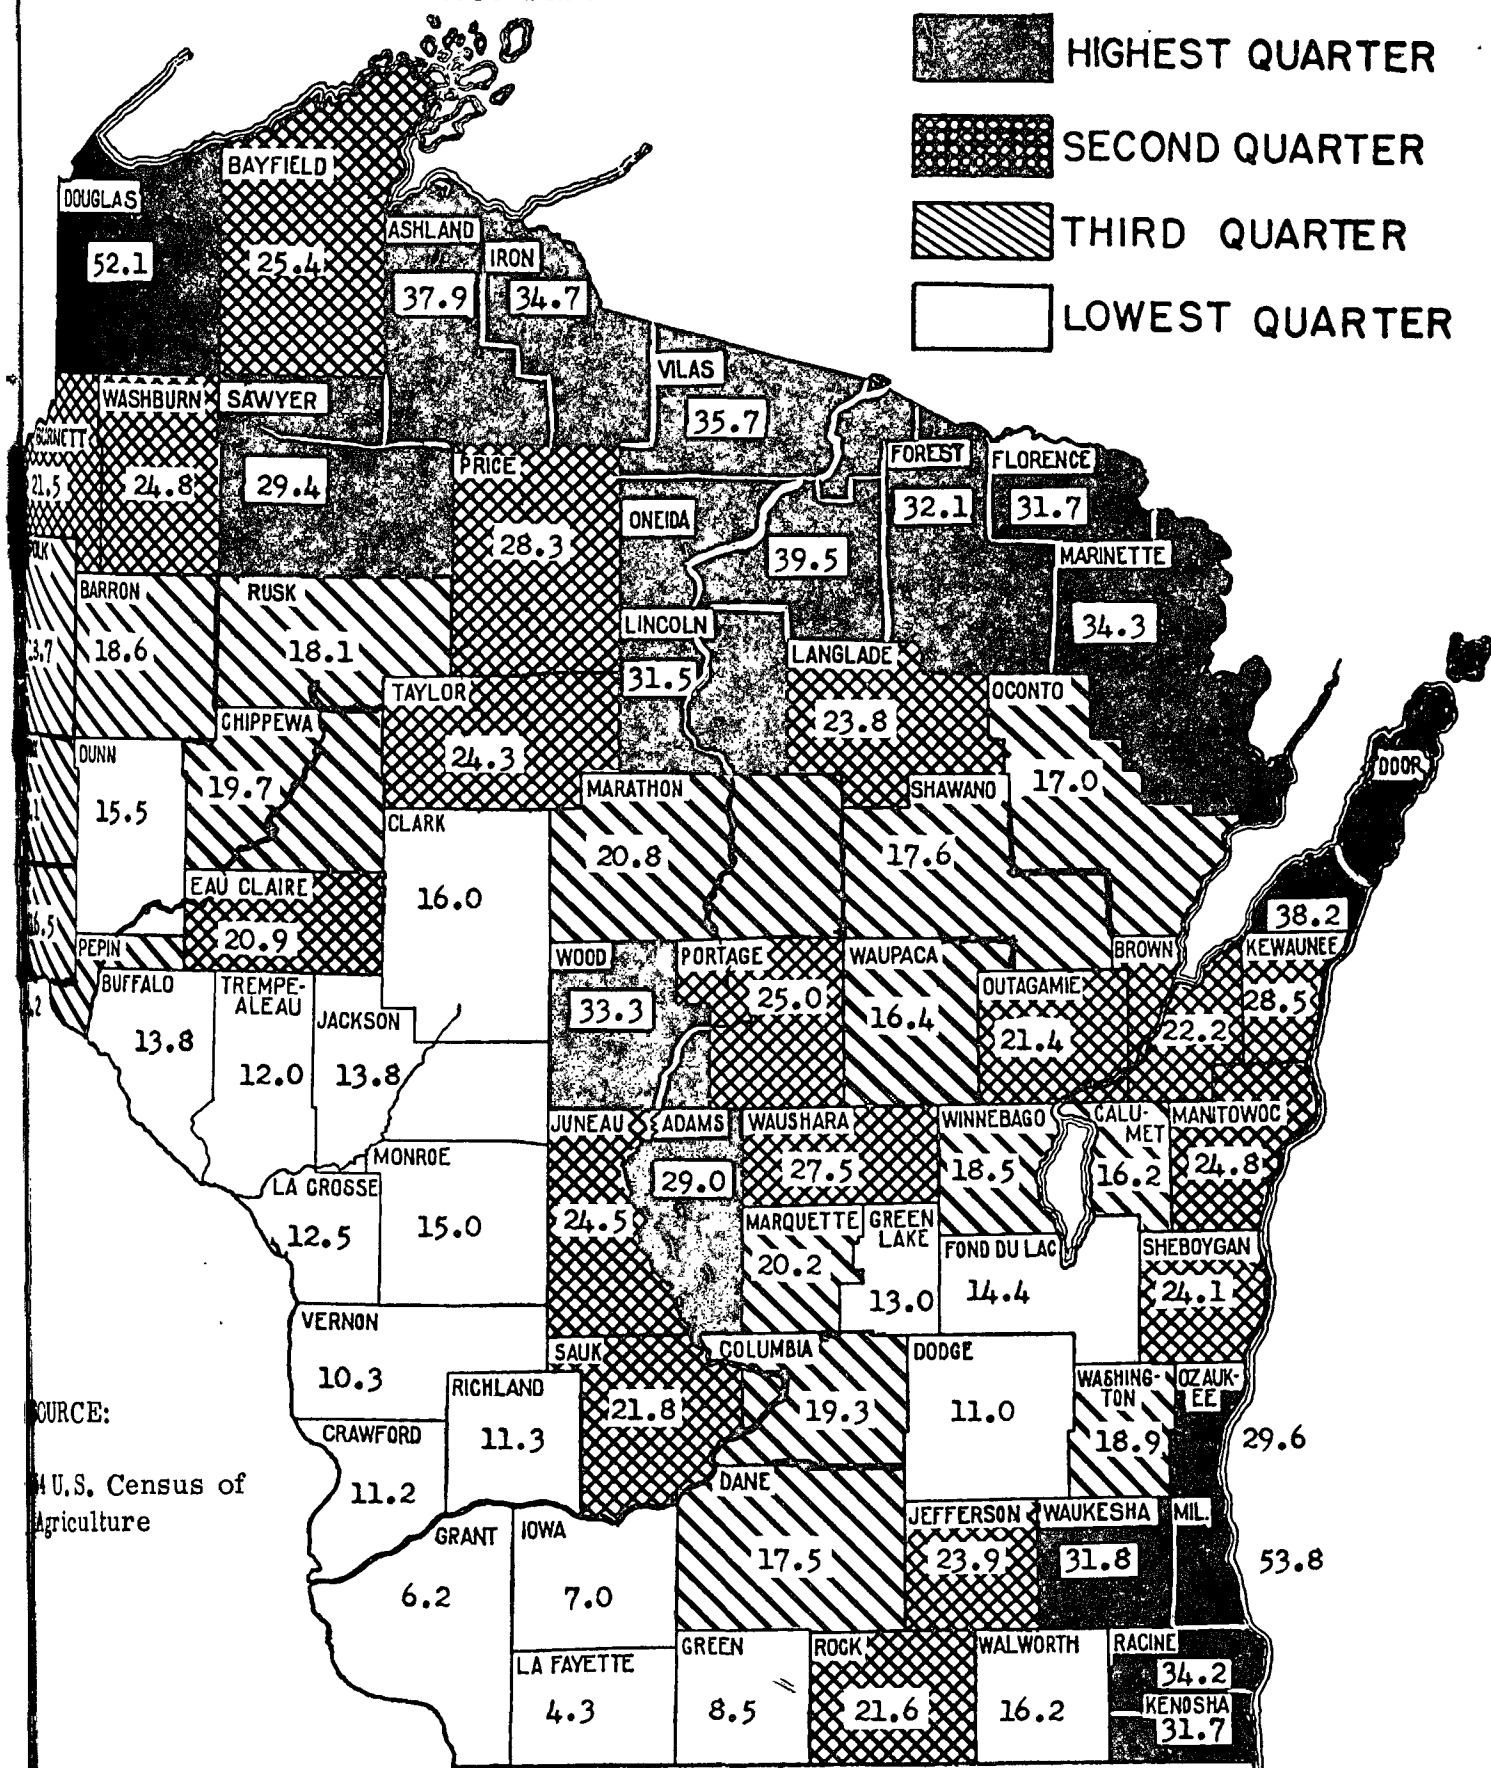 HIGHEST QUARTER
SECOND QUARTER
THIRD QUARTER
LOWEST QUARTER
BAYFIELD
25.4
DOUGLAS
52.1
ASHLAND
37.9
IRON
34.7
VILAS
35.7
WASHBURN
24.8
SAWYER
29.4
21.5
PRICE
28.3
FOREST
32.1
FLORENCE
31.7
ONEIDA
39.5
MARINETTE
34.3
BARRON
18.6
RUSK
18.1
LINCOLN
31.5
LANGLADE
23.8
TAYLOR
24.3
OCONTO
17.0
CHIPPEWA
19.7
DUNN
15.5
DOOR
38.2
MARATHON
20.8
SHAWANO
17.6
CLARK
16.0
EAU CLAIRE
20.9
PEPIN
WOOD
33.3
PORTAGE
25.0
WAUPACA
16.4
BROWN
22.2
KEWAUNEE
28.5
BUFFALO
13.8
TREMPE-
ALEAU
12.0
JACKSON
13.8
OUTAGAMIE
21.4
JUNEAU
24.5
ADAMS
29.0
WAUSHARA
27.5
WINNEBAGO
18.5
CALU-
MET
16.2
MANITOWOC
24.8
MONROE
15.0
LA CROSSE
12.5
MARQUETTE
20.2
GREEN
LAKE
13.0
FOND DU LAC
14.4
SHEBOYGAN
24.1
VERNON
10.3
SAUK
21.8
COLUMBIA
19.3
DODGE
11.0
WASHING-
TON
18.9
OZAUK-
EE
29.6
RICHLAND
11.3
CRAWFORD
11.2
OURCE:
U.S. Census of
Agriculture
DANE
17.5
GRANT
6.2
IOWA
7.0
JEFFERSON
23.9
WAUKESHA
31.8
MIL.
53.8
LA FAYETTE
4.3
GREEN
8.5
ROCK
21.6
WALWORTH
16.2
RACINE
34.2
KENOSHA
31.7